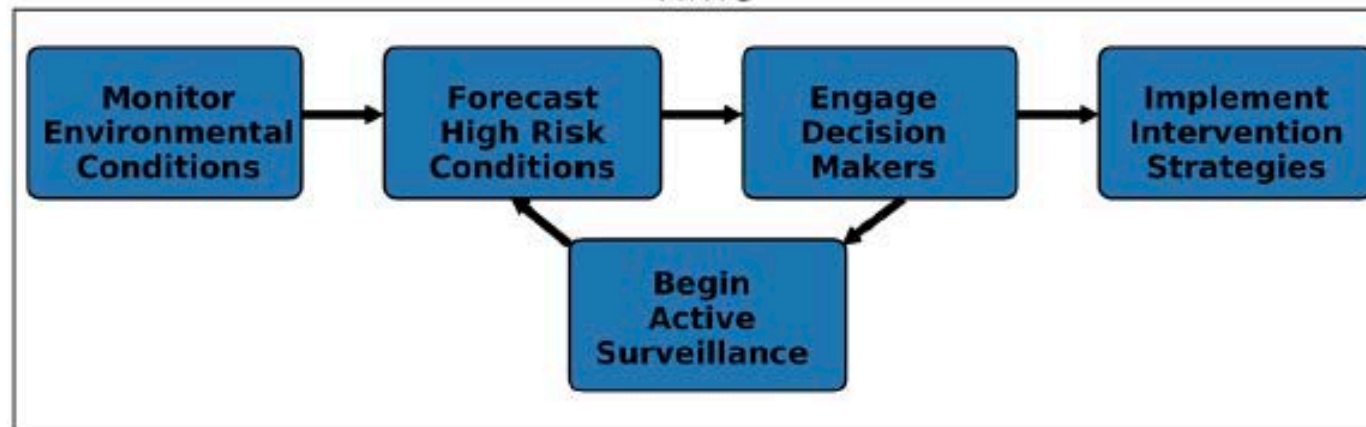 Monitor
Environmental
Conditions
Forecast
High Risk
Conditions
Engage
Decision
Makers
Implement
Intervention
Strategies
Begin
Active
Surveillance